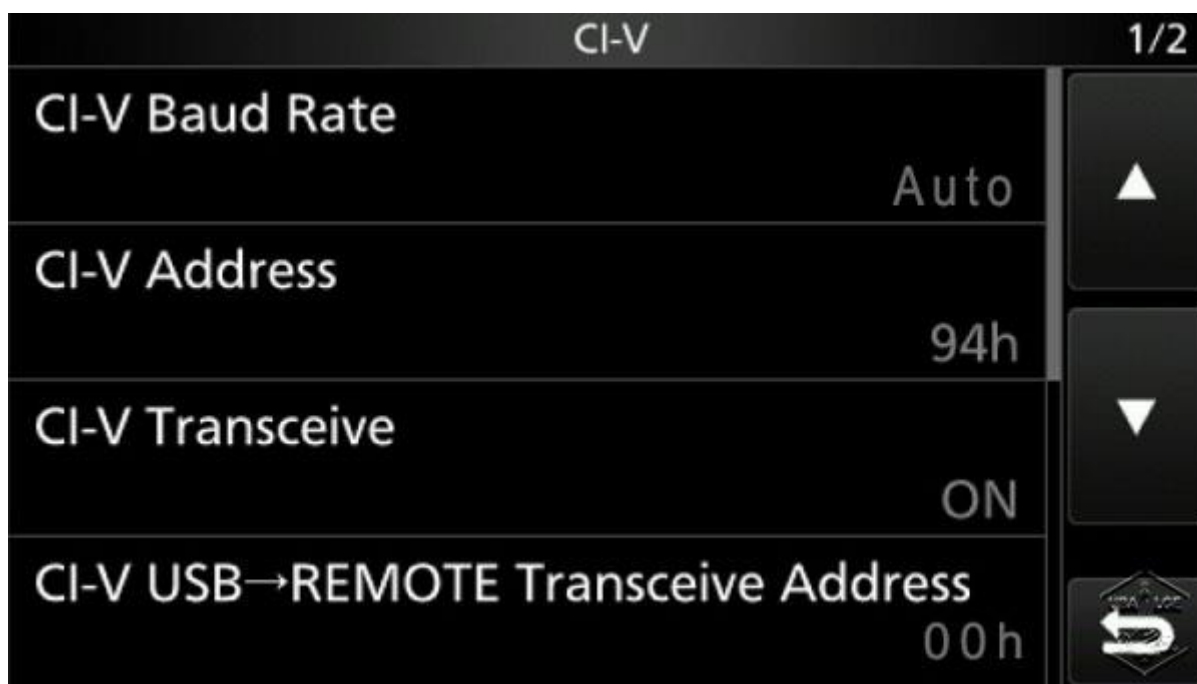 CI-V
1/2
CI-V Baud Rate
Auto
CI-V Address
94h
CI-V Transceive
ON
CI-V USB→REMOTE Transceive Address
00h